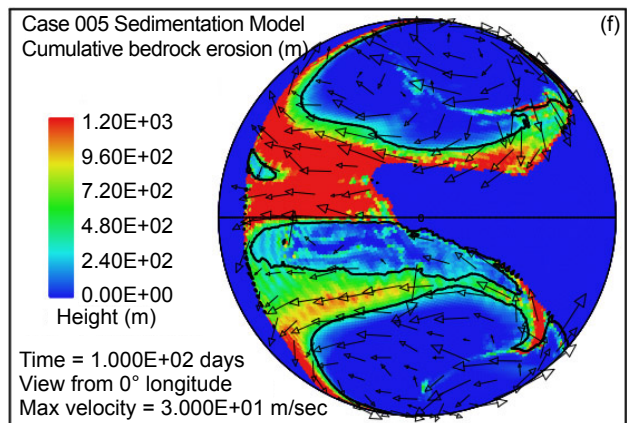 Case 005 Sedimentation Model (f)
Cumulative bedrock erosion (m)
1.20E+03
9.60E+02
7.20E+02
4.80E+02
2.40E+02
0.00E+00
Height (m)
Time = 1.000E+02 days
View from 0° longitude
Max velocity = 3.000E+01 m/sec
0